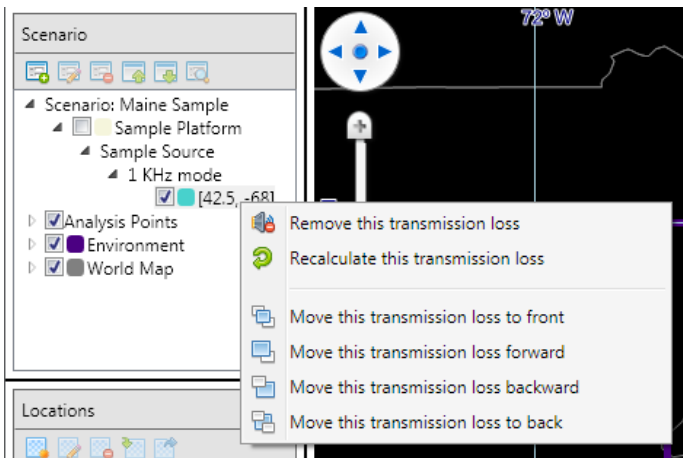 Scenario
Scenario: Maine Sample
Sample Platform
Sample Source
1 KHz mode
[42.5, -68]
Analysis Points
Environment
World Map
Locations
72° W
Remove this transmission loss
Recalculate this transmission loss
Move this transmission loss to front
Move this transmission loss forward
Move this transmission loss backward
Move this transmission loss to back